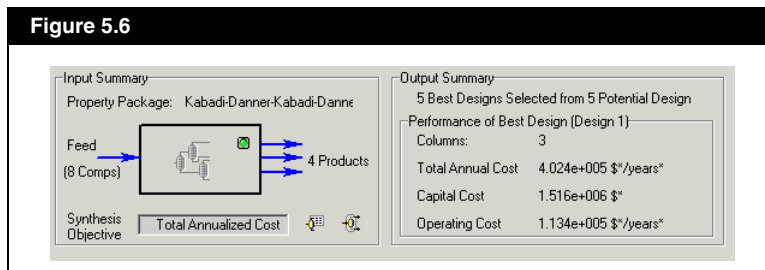 Figure 5.6
Input Summary
Property Package: Kabadi-Danner-Kabadi-Danne
Feed
(8 Comps)
4 Products
Synthesis
Objective
Total Annualized Cost
Output Summary
5 Best Designs Selected from 5 Potential Design
Performance of Best Design (Design 1)
Columns: 3
Total Annual Cost 4.024e+005 $*/years*
Capital Cost 1.516e+006 $*
Operating Cost 1.134e+005 $*/years*